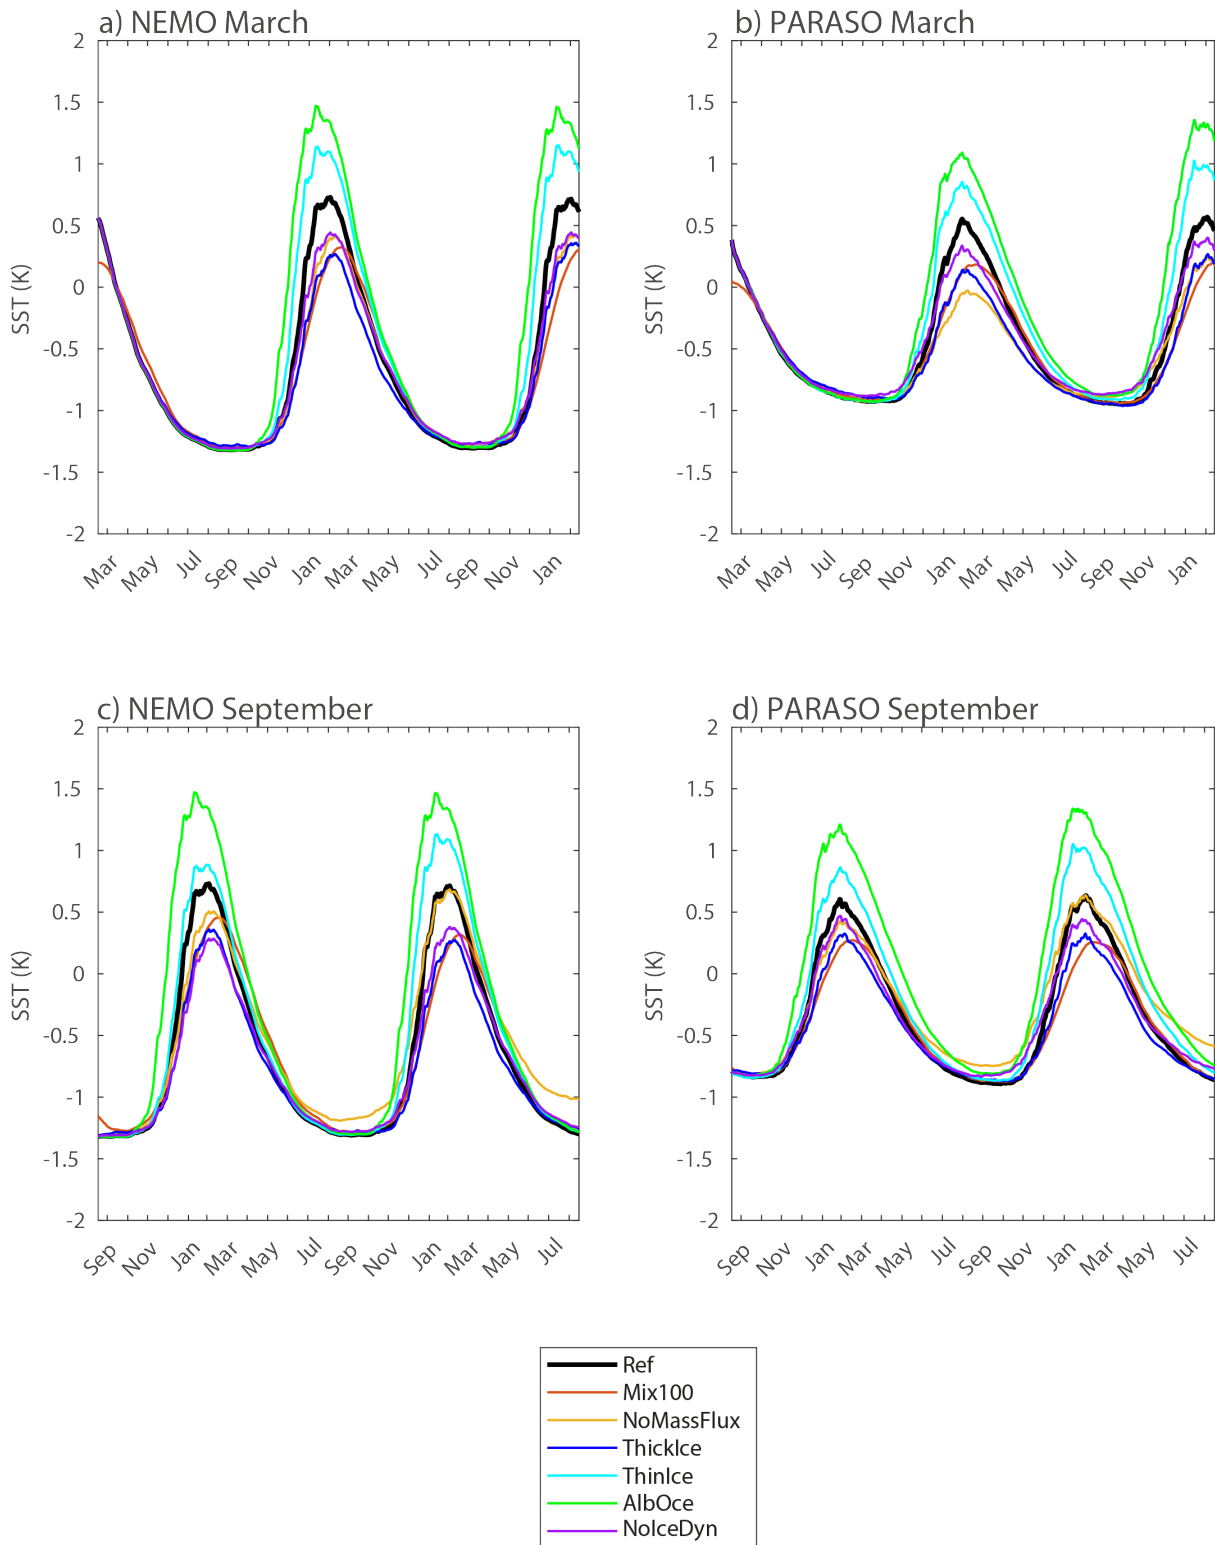 a) NEMO March
b) PARASO March
2
1.5
1
0.5
0
-0.5
-1
-1.5
-2
SST (K)
Mar May Jul Sep Nov Jan Mar May Jul Sep Nov Jan
2
1.5
1
0.5
0
-0.5
-1
-1.5
-2
SST (K)
Mar May Jul Sep Nov Jan Mar May Jul Sep Nov Jan
c) NEMO September
d) PARASO September
2
1.5
1
0.5
0
-0.5
-1
-1.5
-2
SST (K)
Sep Nov Jan Mar May Jul Sep Nov Jan Mar May Jul
2
1.5
1
0.5
0
-0.5
-1
-1.5
-2
SST (K)
Sep Nov Jan Mar May Jul Sep Nov Jan Mar May Jul
Ref
Mix100
NoMassFlux
ThickIce
ThinIce
AlbOce
NoIceDyn